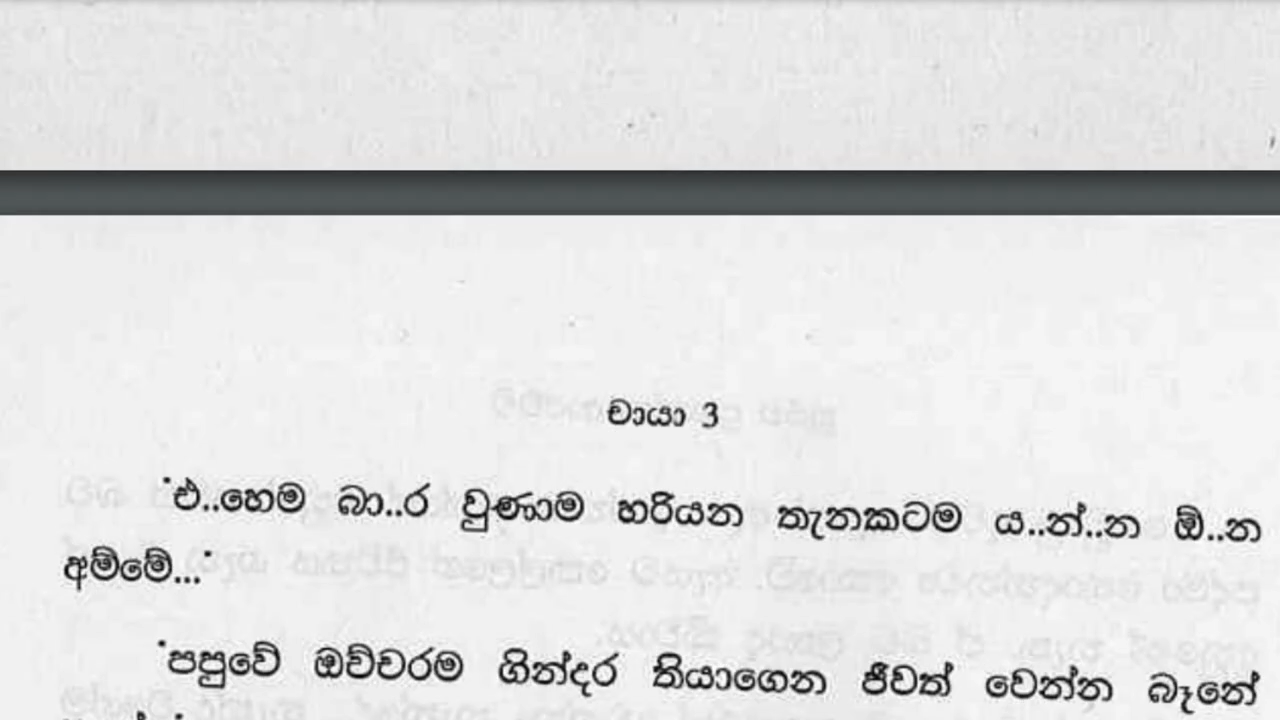 චායා 3
'එ..හෙම බා..ර වුණාම හරියන තැනකටම ය..න්..න ඕ..න
අම්මේ...'
'පපුවේ ඔච්චරම ගින්දර තියාගෙන ජීවත් වෙන්න බෑනේ